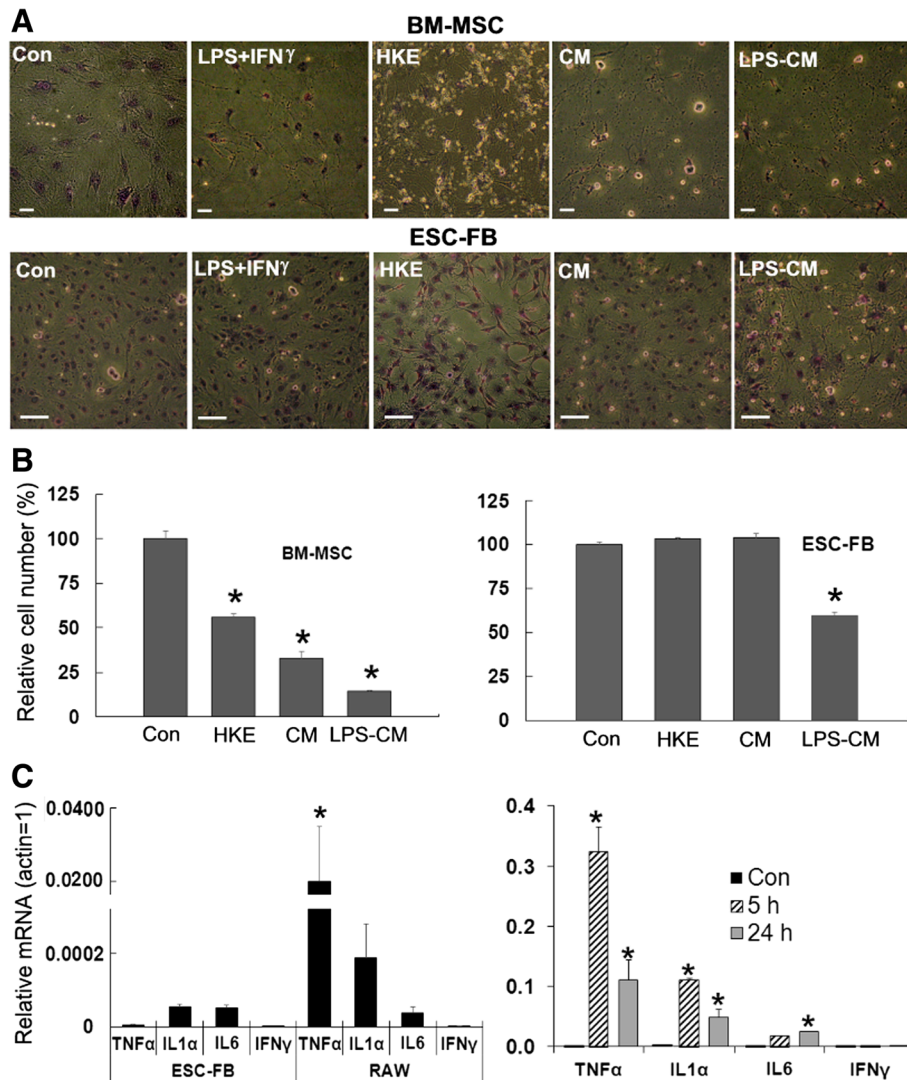 A
BM-MSC
Con LPS+IFNγ HKE CM LPS-CM
ESC-FB
Con LPS+IFNγ HKE CM LPS-CM
B
Relative cell number (%)
125
100
75
50
25
0
BM-MSC
* * *
Con HKE CM LPS-CM
125
100
75
50
25
0
ESC-FB
*
Con HKE CM LPS-CM
C
Relative mRNA (actin=1)
0.0400
0.0200
0.0002
0
*
TNFα IL1α IL6 IFNγ TNFα IL1α IL6 IFNγ
ESC-FB RAW
0.4
0.3
0.2
0.1
0.0
* * * * *
Con
5 h
24 h
TNFα IL1α IL6 IFNγ